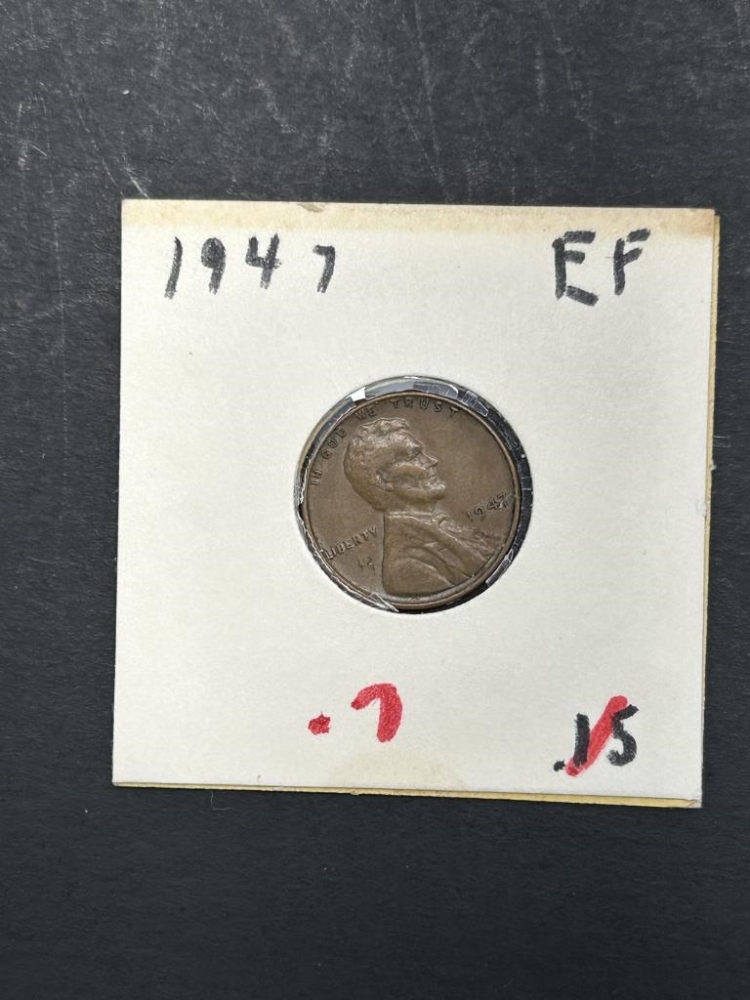 1947 EF
IN GOD WE TRUST
LIBERTY
1947
.7
.15